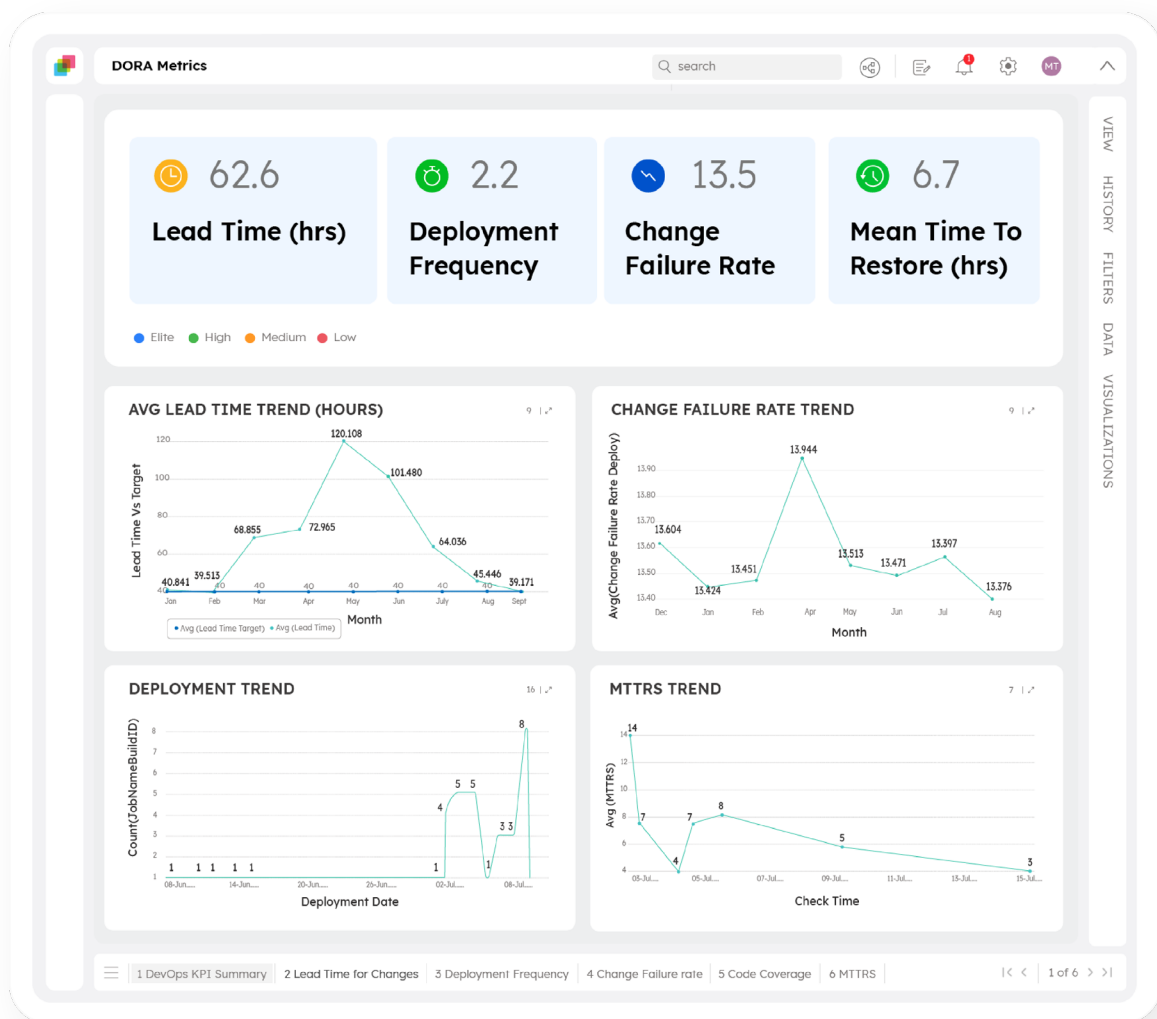 DORA Metrics
search
1
MT
VIEW
HISTORY
FILTERS
DATA
VISUALIZATIONS
62.6
Lead Time (hrs)
2.2
Deployment
Frequency
13.5
Change
Failure Rate
6.7
Mean Time To
Restore (hrs)
Elite High Medium Low
AVG LEAD TIME TREND (HOURS)
9
Lead Time Vs Target
120
100
80
60
40
40.841 39.513 68.855 72.965 120.108 101.480 64.036 45.446 39.171
40 40 40 40 40 40 40
Jan Feb Mar Apr May Jun July Aug Sept
Month
Avg (Lead Time Target) Avg (Lead Time)
CHANGE FAILURE RATE TREND
9
Avg(Change Failure Rate Deploy)
13.90
13.80
13.70
13.60
13.50
13.40
13.604 13.424 13.451 13.944 13.513 13.471 13.397 13.376
Dec Jan Feb Apr May Jun Jul Aug
Month
DEPLOYMENT TREND
16
Count(JobNameBuildID)
8
7
6
5
4
3
2
1
1 1 1 1 1 1 4 5 5 1 3 3 8
08-Jun.... 14-Jun.... 20-Jun.... 26-Jun.... 02-Jul.... 08-Jul....
Deployment Date
MTTRS TREND
7
Avg (MTTRS)
14
12
10
8
6
4
14 7 4 7 8 5 3
03-Jul.... 05-Jul.... 07-Jul.... 09-Jul.... 11-Jul.... 13-Jul.... 15-Jul....
Check Time
1 DevOps KPI Summary
2 Lead Time for Changes
3 Deployment Frequency
4 Change Failure rate
5 Code Coverage
6 MTTRS
1 of 6